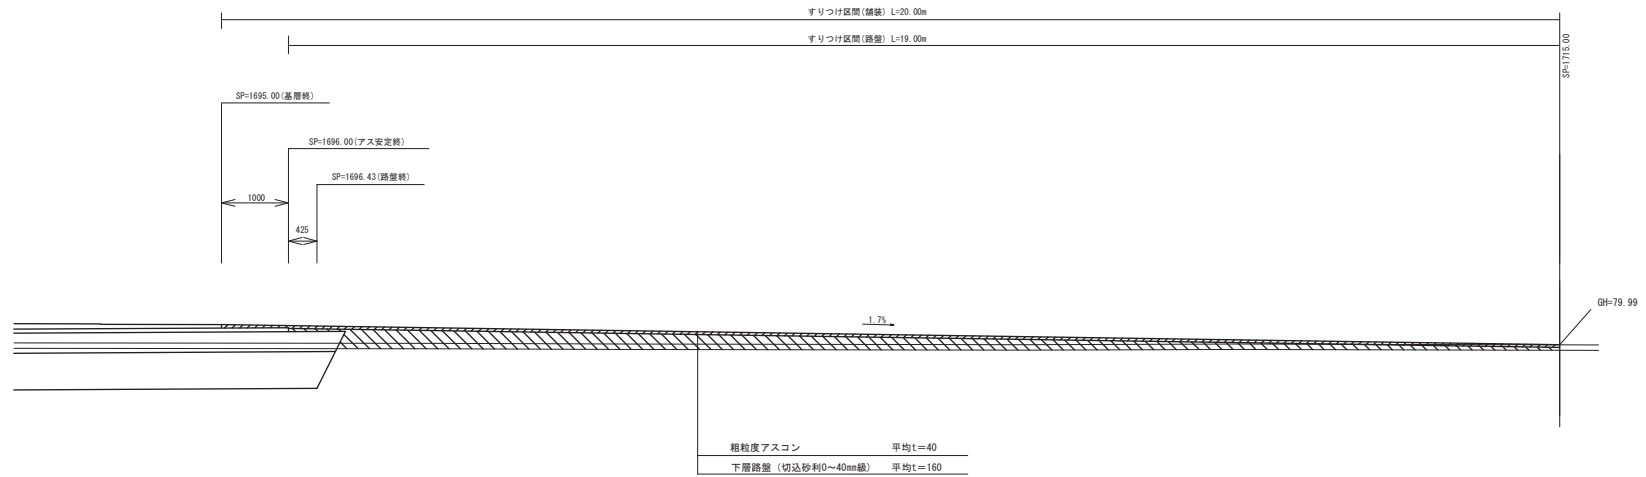 すりつけ区間(舗装) L=20.00m
すりつけ区間(路盤) L=19.00m
SP=1715.00
SP=1695.00(基層終)
SP=1696.00(アス安定終)
SP=1696.43(路盤終)
1000
425
GH=79.99
1.7%
粗粒度アスコン 平均t=40
下層路盤（切込砂利0～40mm級） 平均t=160